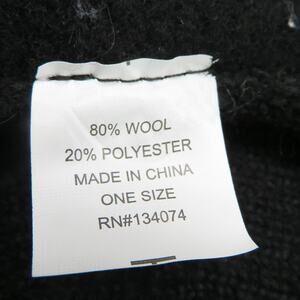 80% WOOL
20% POLYESTER
MADE IN CHINA
ONE SIZE
RN#134074